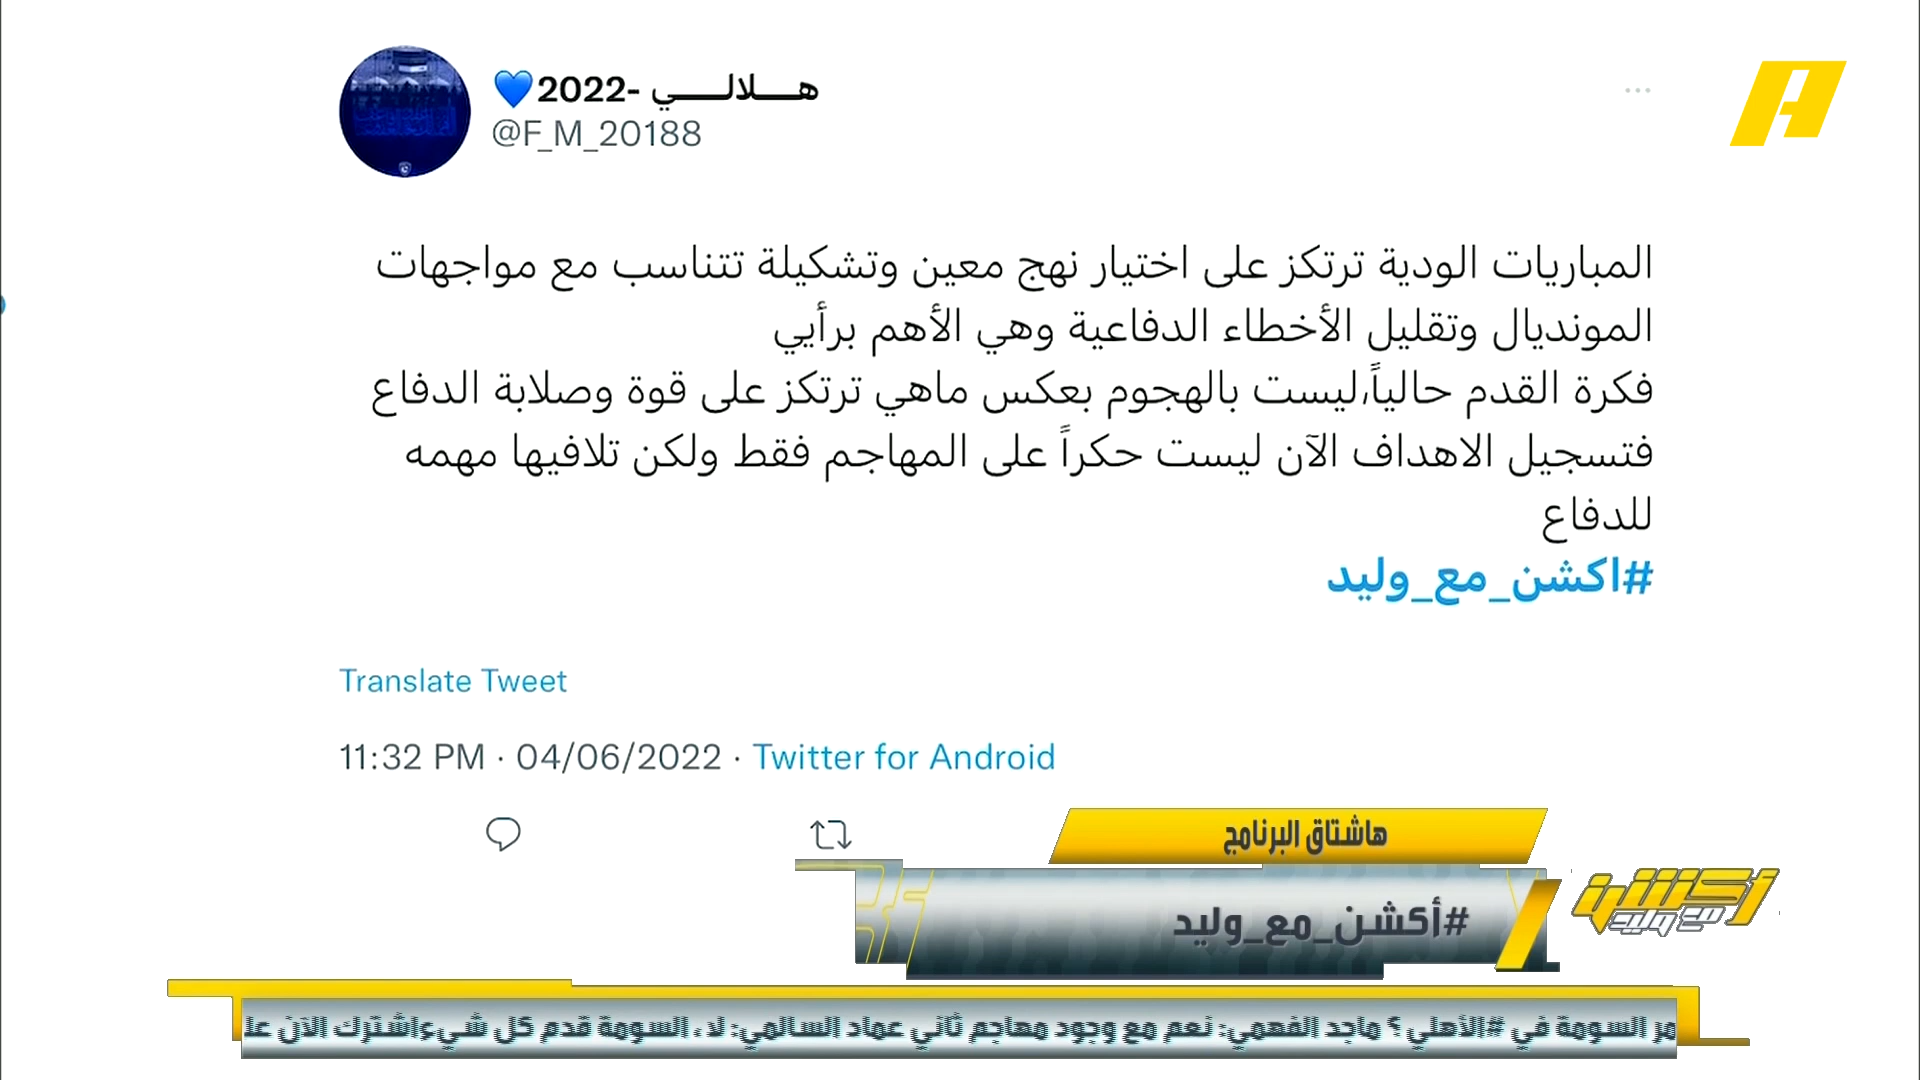 هـــلالــــي -2022💙
@F_M_20188
المباريات الودية ترتكز على اختيار نهج معين وتشكيلة تتناسب مع مواجهات
المونديال وتقليل الأخطاء الدفاعية وهي الأهم برأيي
فكرة القدم حالياً،ليست بالهجوم بعكس ماهي ترتكز على قوة وصلابة الدفاع
فتسجيل الاهداف الآن ليست حكراً على المهاجم فقط ولكن تلافيها مهمه
للدفاع
#اكشن_مع_وليد
Translate Tweet
11:32 PM · 04/06/2022 · Twitter for Android
هاشتاق البرنامج
#أكشن_مع_وليد
أكشن
مع وليد
السومة في #الأهلي ؟ ماجد الفهمي: نعم مع وجود مهاجم ثاني عماد السالمي: لا، السومة قدم كل شيء اشترك الآن